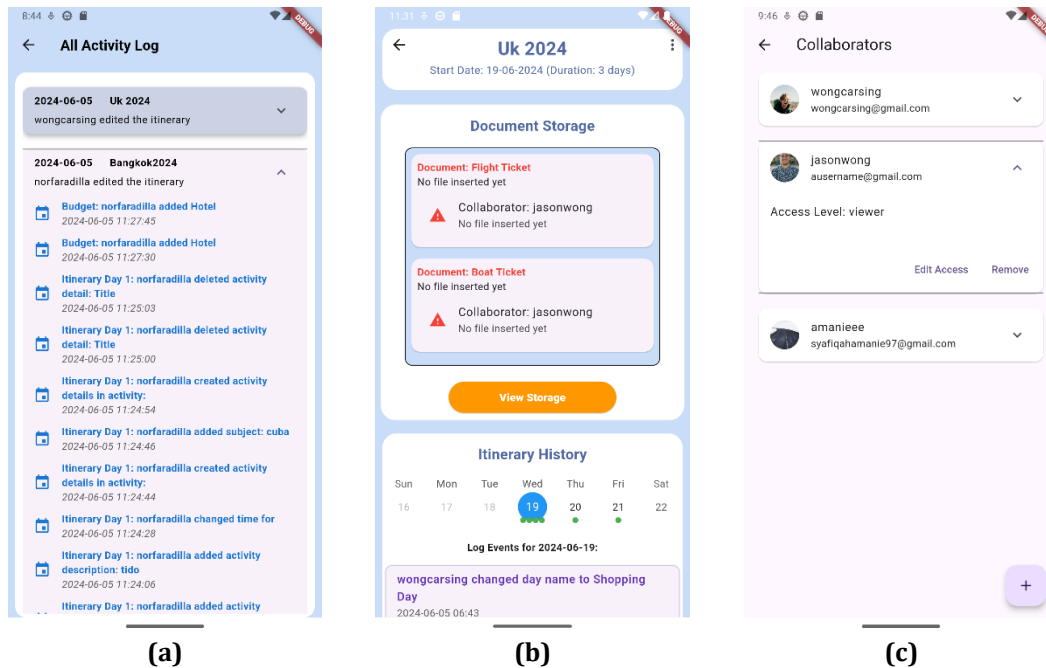 8:44
DEBUG
All Activity Log
2024-06-05 Uk 2024
wongcarsing edited the itinerary
2024-06-05 Bangkok2024
norfaradilla edited the itinerary
Budget: norfaradilla added Hotel
2024-06-05 11:27:45
Budget: norfaradilla added Hotel
2024-06-05 11:27:30
Itinerary Day 1: norfaradilla deleted activity
detail: Title
2024-06-05 11:25:03
Itinerary Day 1: norfaradilla deleted activity
detail: Title
2024-06-05 11:25:00
Itinerary Day 1: norfaradilla created activity
details in activity:
2024-06-05 11:24:54
Itinerary Day 1: norfaradilla added subject: cuba
2024-06-05 11:24:46
Itinerary Day 1: norfaradilla created activity
details in activity:
2024-06-05 11:24:44
Itinerary Day 1: norfaradilla changed time for
2024-06-05 11:24:28
Itinerary Day 1: norfaradilla added activity
description: tido
2024-06-05 11:24:06
Itinerary Day 1: norfaradilla added activity
(a)
11:31
DEBUG
Uk 2024
Start Date: 19-06-2024 (Duration: 3 days)
Document Storage
Document: Flight Ticket
No file inserted yet
Collaborator: jasonwong
No file inserted yet
Document: Boat Ticket
No file inserted yet
Collaborator: jasonwong
No file inserted yet
View Storage
Itinerary History
Sun Mon Tue Wed Thu Fri Sat
16 17 18 19 20 21 22
Log Events for 2024-06-19:
wongcarsing changed day name to Shopping
Day
2024-06-05 06:43
(b)
9:46
DEBUG
Collaborators
wongcarsing
wongcarsing@gmail.com
jasonwong
ausername@gmail.com
Access Level: viewer
Edit Access Remove
amanieee
syafiqahamanie97@gmail.com
+
(c)